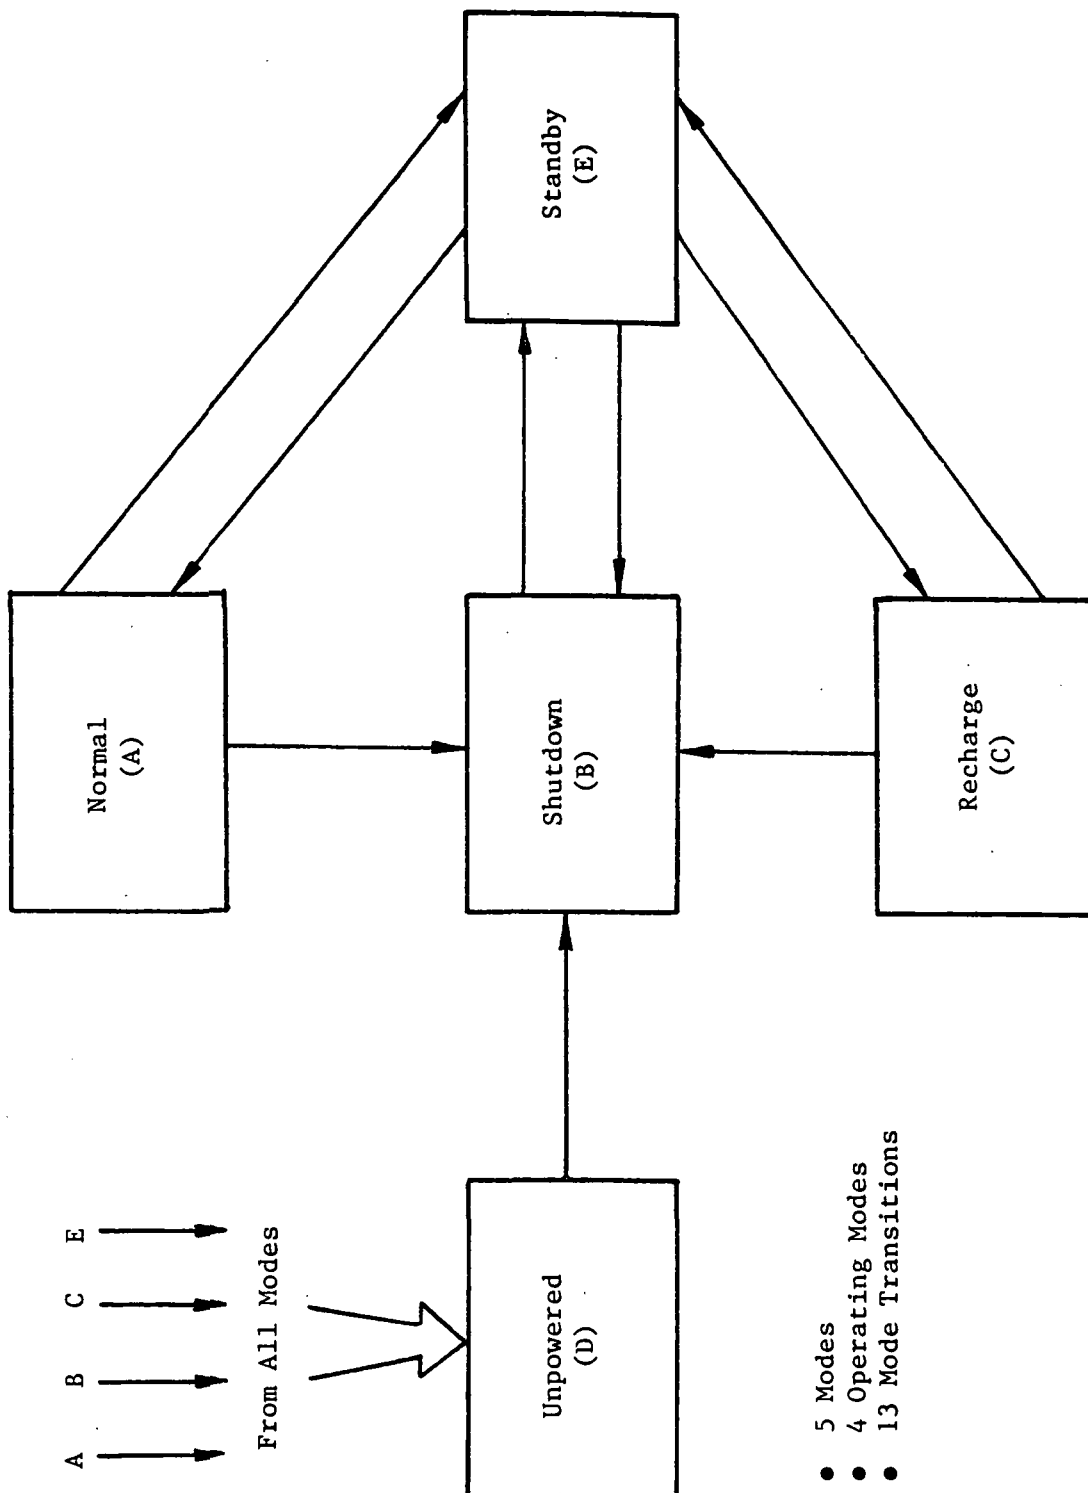 A B C E
From All Modes
Unpowered
(D)
Normal
(A)
Shutdown
(B)
Recharge
(C)
Standby
(E)
● 5 Modes
● 4 Operating Modes
● 13 Mode Transitions